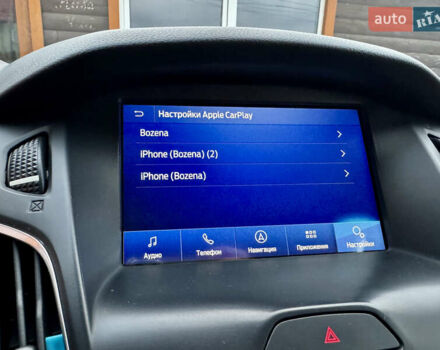 auto RIA
Настройки Apple CarPlay
Bozena
iPhone (Bozena) (2)
iPhone (Bozena)
Аудио
Телефон
Навигация
Приложения
Настройки